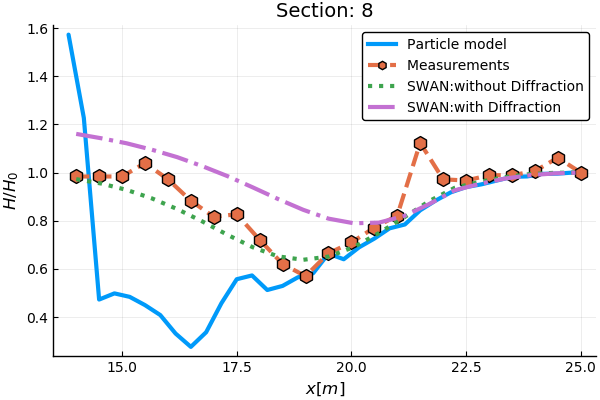 Section: 8
Particle model
Measurements
SWAN:without Diffraction
SWAN:with Diffraction
H/H₀
1.6
1.4
1.2
1.0
0.8
0.6
0.4
15.0 17.5 20.0 22.5 25.0
x[m]